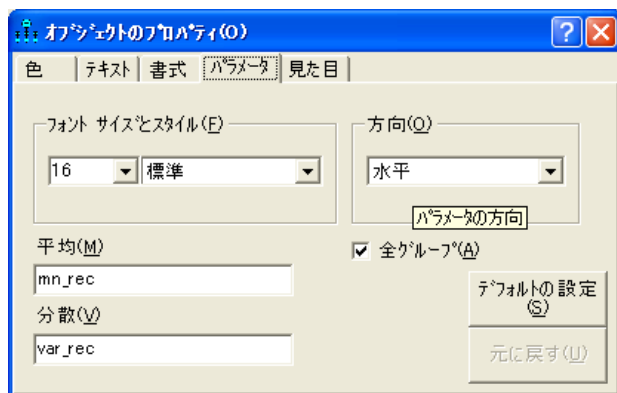 オブジェクトのプロパティ(O)
色 テキスト 書式 パラメータ 見た目
フォント サイズとスタイル(F) 方向(O)
16 標準 水平
パラメータの方向
平均(M) 全グループ(A)
mn_rec
デフォルトの設定
(S)
分散(V)
var_rec
元に戻す(U)